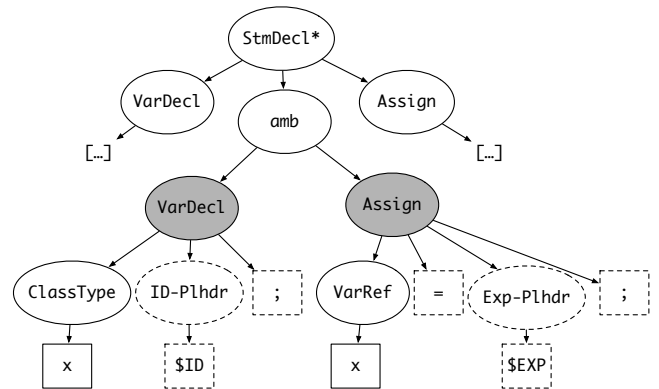 StmDecl*
VarDecl
Assign
amb
[…]
[…]
VarDecl
Assign
ClassType
ID-Plhdr
;
VarRef
=
Exp-Plhdr
;
x
$ID
x
$EXP